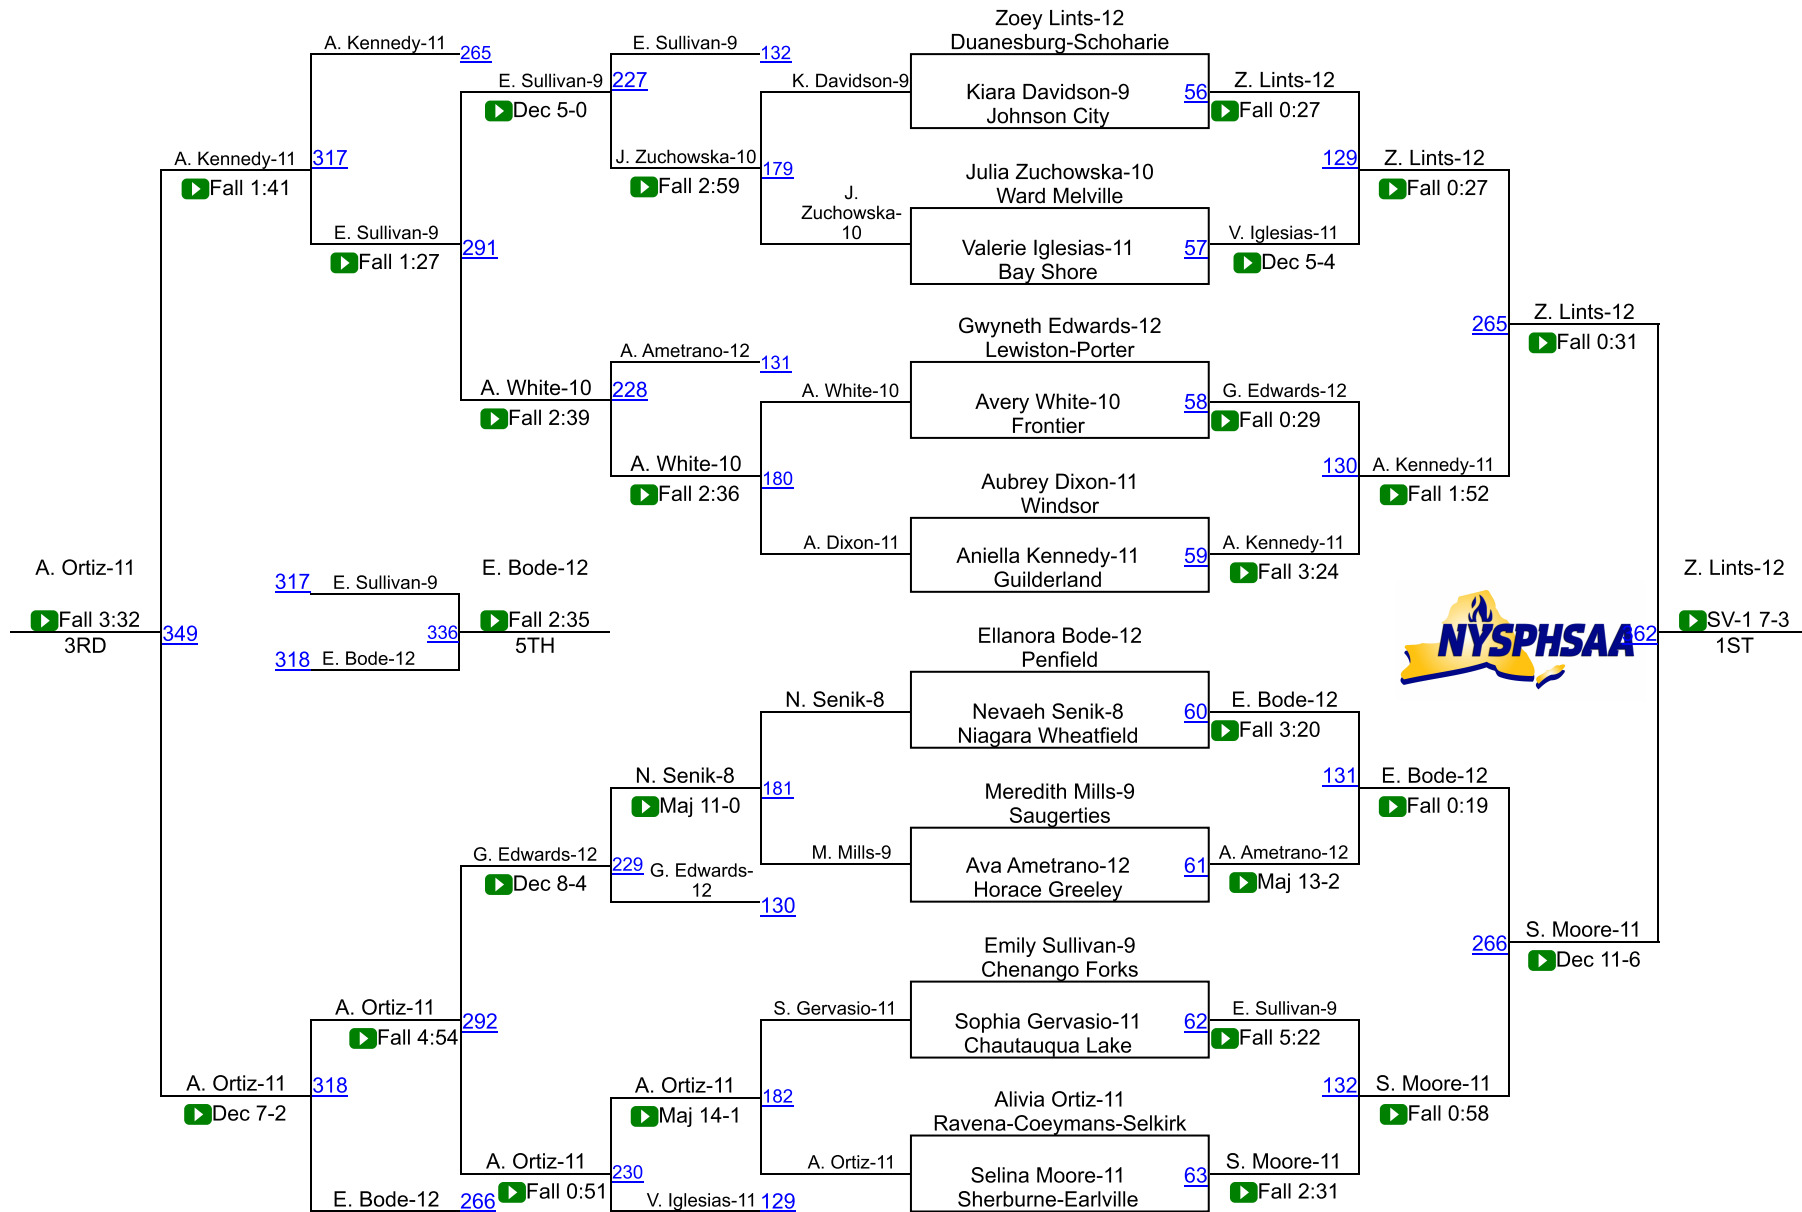 Zoey Lints-12
Duanesburg-Schoharie
A. Kennedy-11
265
E. Sullivan-9
132
E. Sullivan-9
227
K. Davidson-9
Kiara Davidson-9
56
Johnson City
Z. Lints-12
Dec 5-0
Fall 0:27
A. Kennedy-11
317
Fall 1:41
J. Zuchowska-10
179
Fall 2:59
Julia Zuchowska-10
Ward Melville
129
Z. Lints-12
Fall 0:27
J.
Zuchowska-
10
E. Sullivan-9
291
Fall 1:27
Valerie Iglesias-11
57
Bay Shore
V. Iglesias-11
Dec 5-4
Gwyneth Edwards-12
Lewiston-Porter
Z. Lints-12
265
Fall 0:31
A. Ametrano-12
131
A. White-10
228
Fall 2:39
A. White-10
Avery White-10
58
Frontier
G. Edwards-12
Fall 0:29
A. White-10
180
Fall 2:36
Aubrey Dixon-11
Windsor
130
A. Kennedy-11
Fall 1:52
A. Dixon-11
Aniella Kennedy-11
59
Guilderland
A. Kennedy-11
Fall 3:24
A. Ortiz-11
317
E. Sullivan-9
E. Bode-12
Z. Lints-12
Fall 3:32
349
3RD
318
E. Bode-12
336
Fall 2:35
5TH
Ellanora Bode-12
Penfield
NYSPHSAA
62
SV-1 7-3
1ST
N. Senik-8
Nevaeh Senik-8
60
Niagara Wheatfield
E. Bode-12
Fall 3:20
N. Senik-8
181
Maj 11-0
Meredith Mills-9
Saugerties
131
E. Bode-12
Fall 0:19
G. Edwards-12
229
Dec 8-4
G. Edwards-
12
130
M. Mills-9
Ava Ametrano-12
61
Horace Greeley
A. Ametrano-12
Maj 13-2
Emily Sullivan-9
Chenango Forks
S. Moore-11
266
Dec 11-6
A. Ortiz-11
292
Fall 4:54
S. Gervasio-11
Sophia Gervasio-11
62
Chautauqua Lake
E. Sullivan-9
Fall 5:22
A. Ortiz-11
318
Dec 7-2
A. Ortiz-11
182
Maj 14-1
Alivia Ortiz-11
Ravena-Coeymans-Selkirk
132
S. Moore-11
Fall 0:58
A. Ortiz-11
230
Fall 0:51
A. Ortiz-11
Selina Moore-11
63
Sherburne-Earlville
S. Moore-11
Fall 2:31
E. Bode-12
266
V. Iglesias-11
129